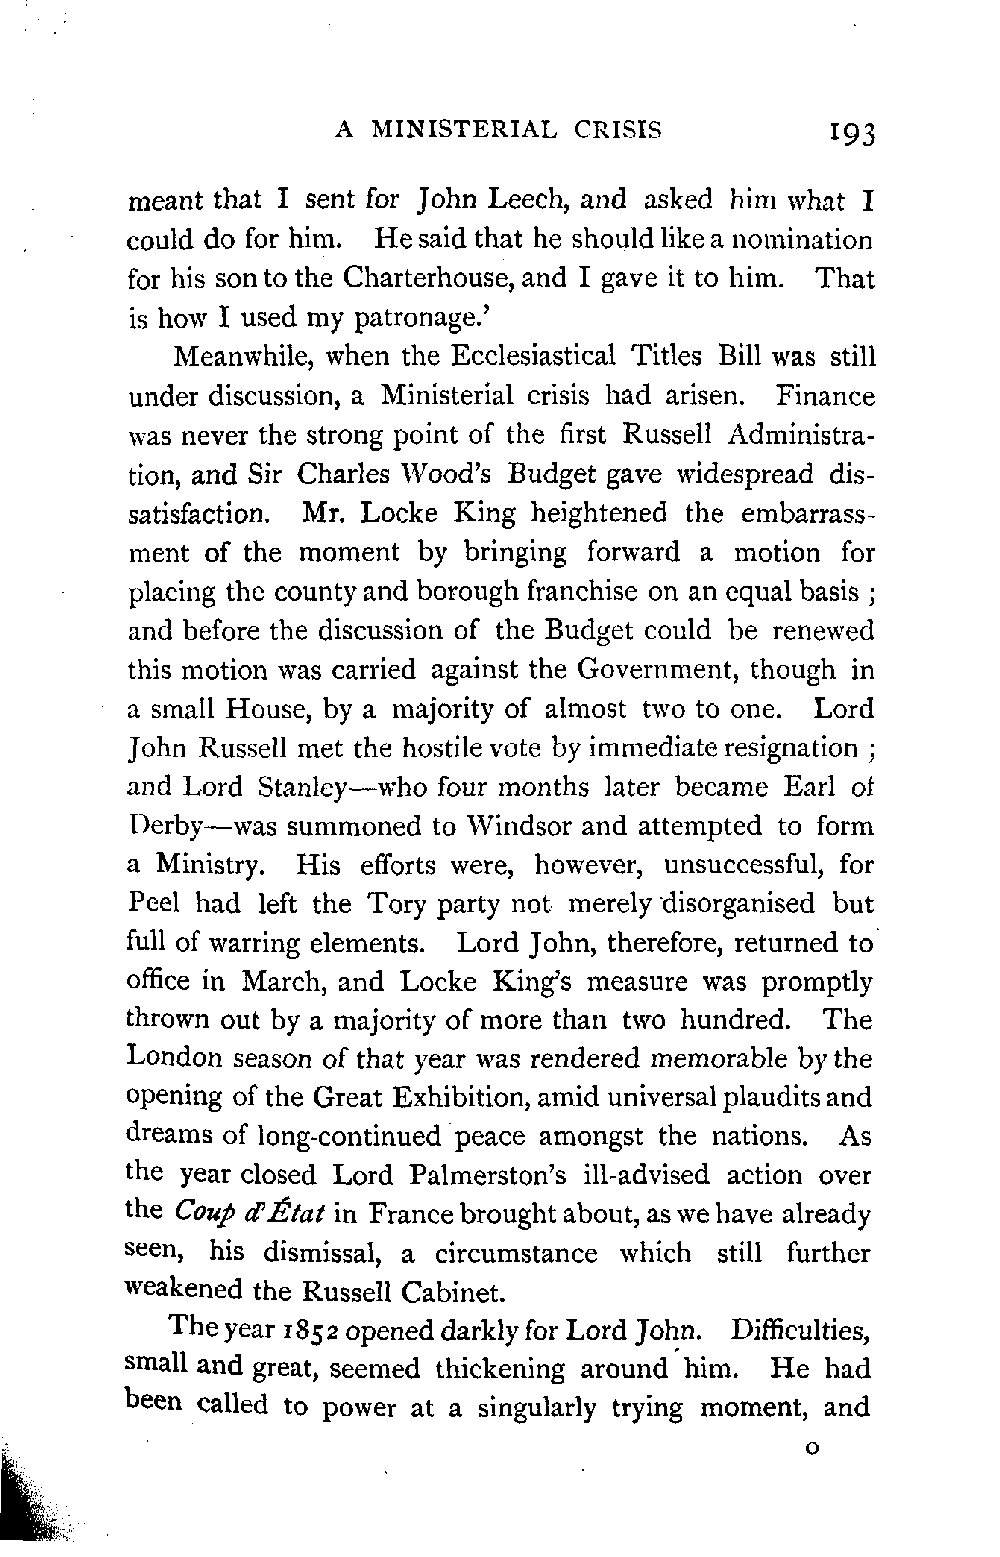 A MINISTERIAL CRISIS 193
meant that I sent for John Leech, and asked him what I
could do for him. He said that he should like a nomination
for his son to the Charterhouse, and I gave it to him. That
is how I used my patronage.’
Meanwhile, when the Ecclesiastical Titles Bill was still
under discussion, a Ministerial crisis had arisen. Finance
was never the strong point of the first Russell Administra-
tion, and Sir Charles Wood’s Budget gave widespread dis-
satisfaction. Mr. Locke King heightened the embarrass-
ment of the moment by bringing forward a motion for
placing the county and borough franchise on an equal basis ;
and before the discussion of the Budget could be renewed
this motion was carried against the Government, though in
a small House, by a majority of almost two to one. Lord
John Russell met the hostile vote by immediate resignation ;
and Lord Stanley—who four months later became Earl of
Derby—was summoned to Windsor and attempted to form
a Ministry. His efforts were, however, unsuccessful, for
Peel had left the Tory party not merely disorganised but
full of warring elements. Lord John, therefore, returned to
office in March, and Locke King’s measure was promptly
thrown out by a majority of more than two hundred. The
London season of that year was rendered memorable by the
opening of the Great Exhibition, amid universal plaudits and
dreams of long-continued peace amongst the nations. As
the year closed Lord Palmerston’s ill-advised action over
the Coup d’État in France brought about, as we have already
seen, his dismissal, a circumstance which still further
weakened the Russell Cabinet.
The year 1852 opened darkly for Lord John. Difficulties,
small and great, seemed thickening around him. He had
been called to power at a singularly trying moment, and
O